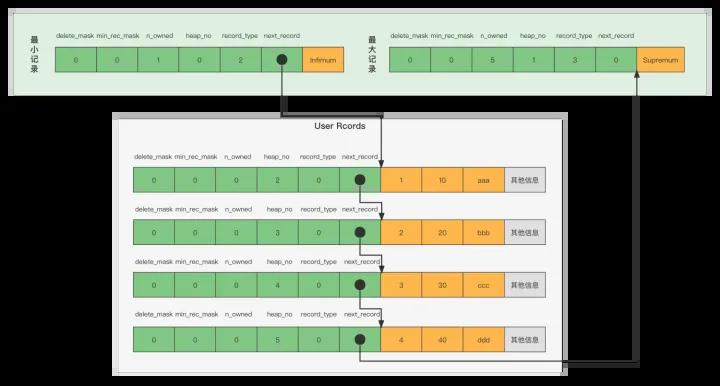 最小记录
delete_mask min_rec_mask n_owned heap_no record_type next_record
0 0 1 0 2 Infimum
最大记录
delete_mask min_rec_mask n_owned heap_no record_type next_record
0 0 5 1 3 0 Supremum
User Rcords
delete_mask min_rec_mask n_owned heap_no record_type next_record
0 0 0 2 0 1 10 aaa 其他信息
delete_mask min_rec_mask n_owned heap_no record_type next_record
0 0 0 3 0 2 20 bbb 其他信息
delete_mask min_rec_mask n_owned heap_no record_type next_record
0 0 0 4 0 3 30 ccc 其他信息
delete_mask min_rec_mask n_owned heap_no record_type next_record
0 0 0 5 0 4 40 ddd 其他信息